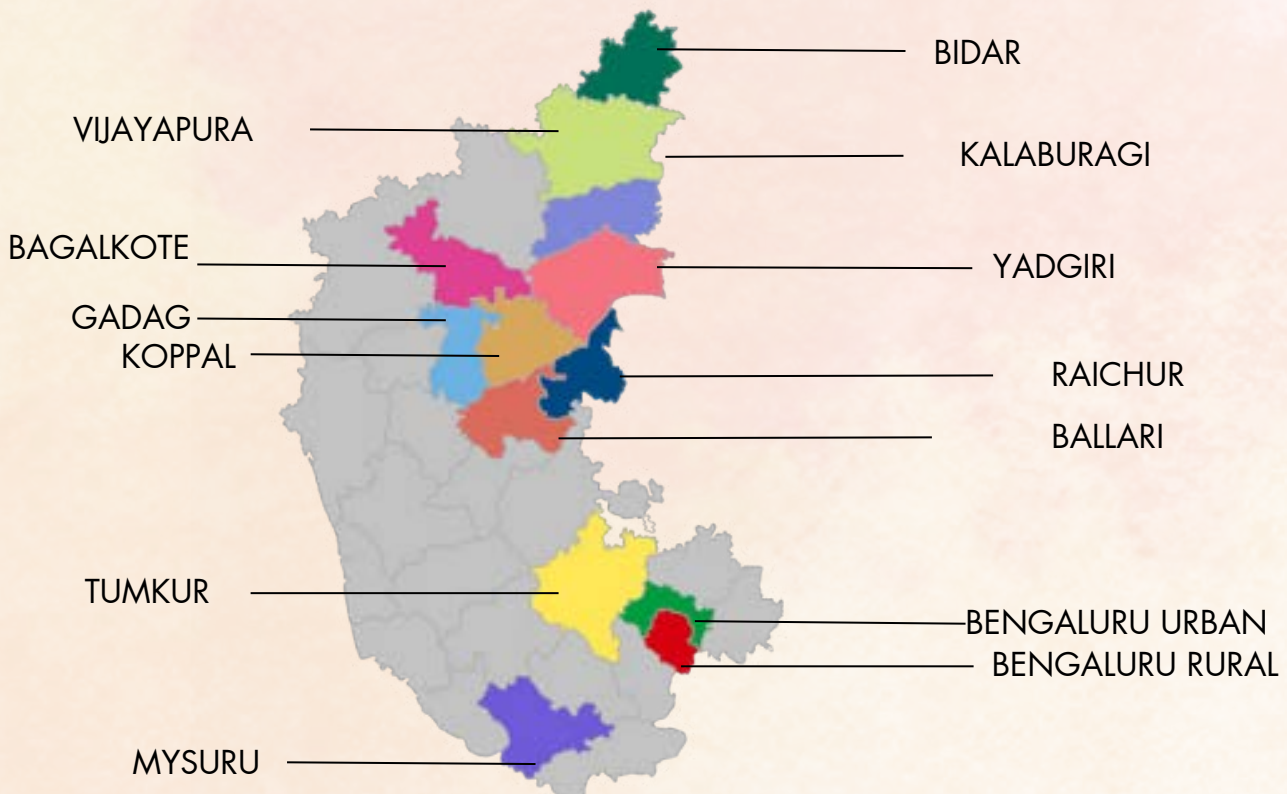 BIDAR
VIJAYAPURA
KALABURAGI
BAGALKOTE
YADGIRI
GADAG
KOPPAL
RAICHUR
BALLARI
TUMKUR
BENGALURU URBAN
BENGALURU RURAL
MYSURU